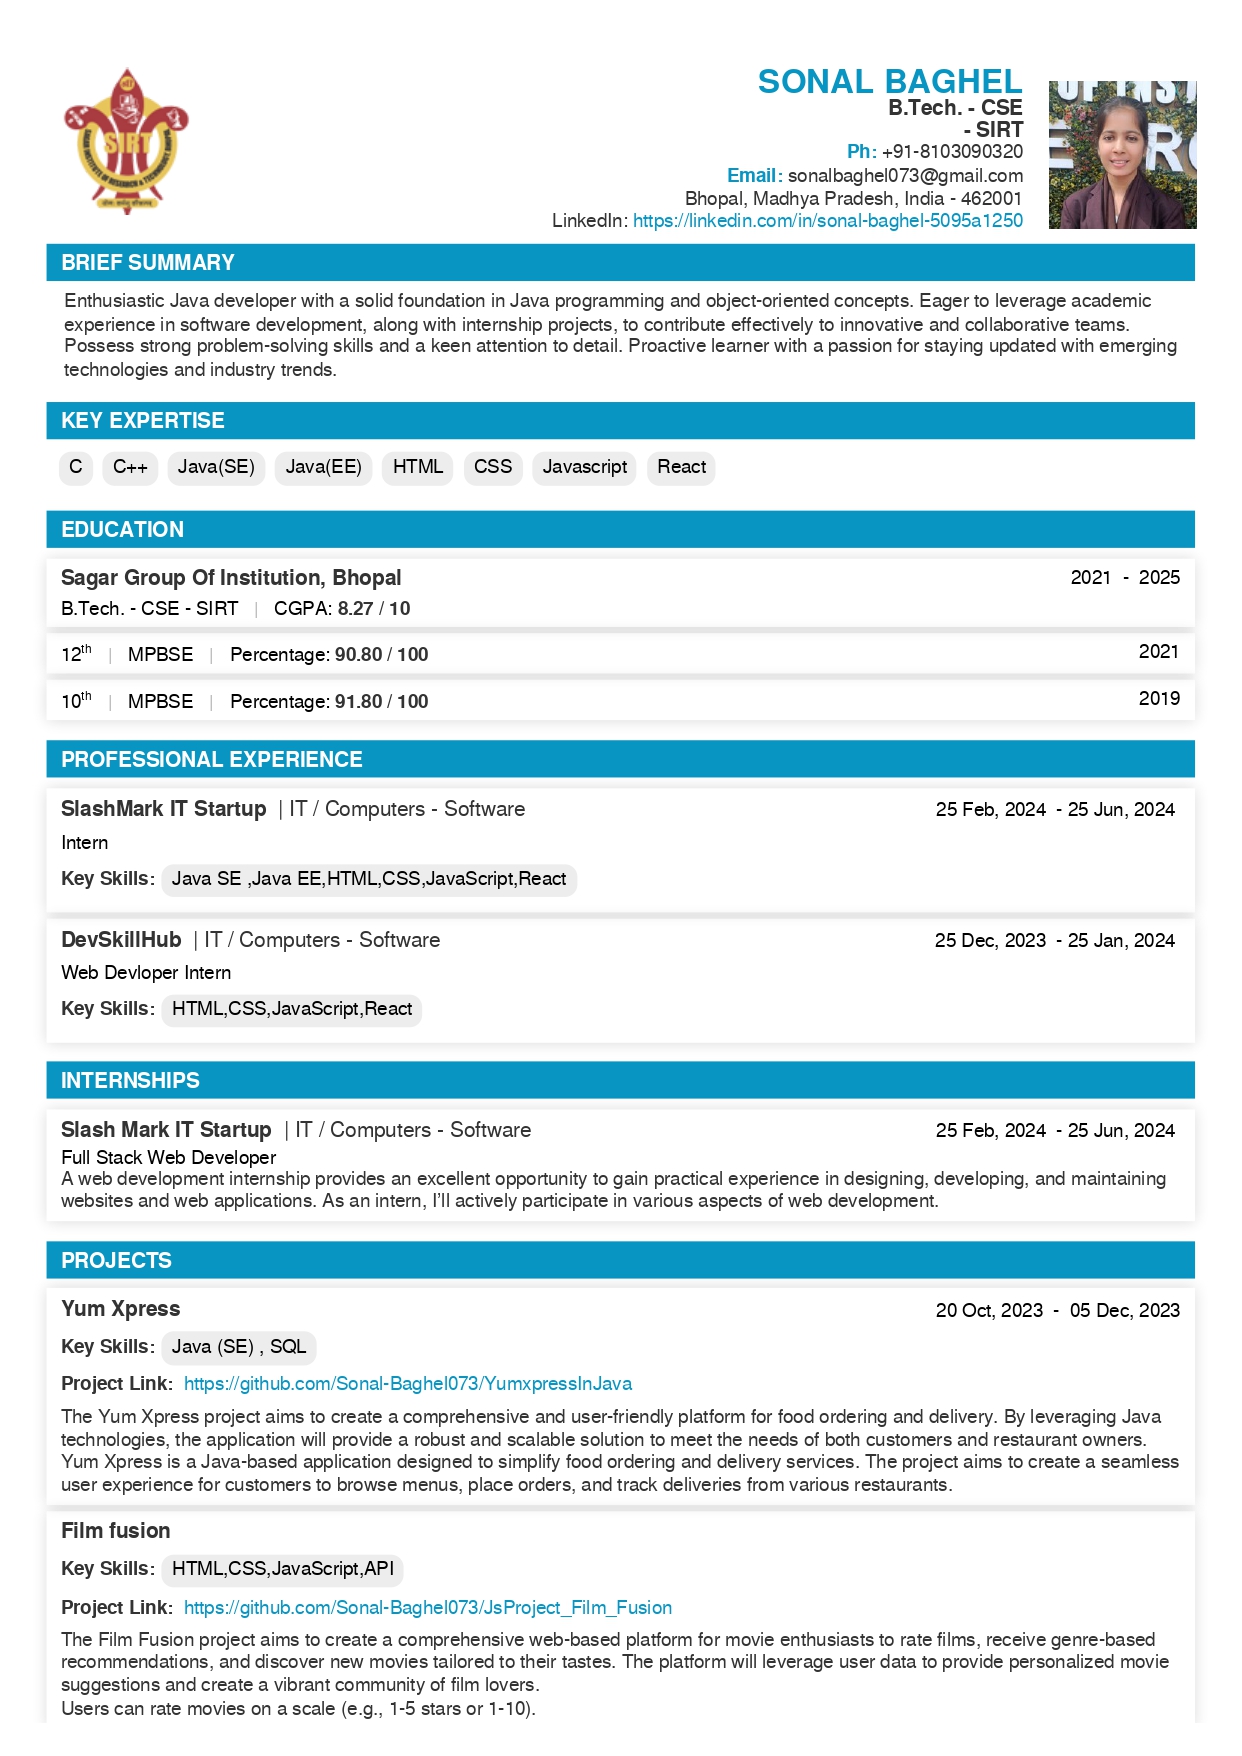 SIRT
SONAL BAGHEL
B.Tech. - CSE
- SIRT
Ph: +91-8103090320
Email: sonalbaghel073@gmail.com
Bhopal, Madhya Pradesh, India - 462001
LinkedIn: https://linkedin.com/in/sonal-baghel-5095a1250
BRIEF SUMMARY
Enthusiastic Java developer with a solid foundation in Java programming and object-oriented concepts. Eager to leverage academic
experience in software development, along with internship projects, to contribute effectively to innovative and collaborative teams.
Possess strong problem-solving skills and a keen attention to detail. Proactive learner with a passion for staying updated with emerging
technologies and industry trends.
KEY EXPERTISE
C C++ Java(SE) Java(EE) HTML CSS Javascript React
EDUCATION
Sagar Group Of Institution, Bhopal 2021 - 2025
B.Tech. - CSE - SIRT | CGPA: 8.27 / 10
12th | MPBSE | Percentage: 90.80 / 100 2021
10th | MPBSE | Percentage: 91.80 / 100 2019
PROFESSIONAL EXPERIENCE
SlashMark IT Startup | IT / Computers - Software 25 Feb, 2024 - 25 Jun, 2024
Intern
Key Skills: Java SE ,Java EE,HTML,CSS,JavaScript,React
DevSkillHub | IT / Computers - Software 25 Dec, 2023 - 25 Jan, 2024
Web Devloper Intern
Key Skills: HTML,CSS,JavaScript,React
INTERNSHIPS
Slash Mark IT Startup | IT / Computers - Software 25 Feb, 2024 - 25 Jun, 2024
Full Stack Web Developer
A web development internship provides an excellent opportunity to gain practical experience in designing, developing, and maintaining
websites and web applications. As an intern, I'll actively participate in various aspects of web development.
PROJECTS
Yum Xpress 20 Oct, 2023 - 05 Dec, 2023
Key Skills: Java (SE) , SQL
Project Link: https://github.com/Sonal-Baghel073/YumxpressInJava
The Yum Xpress project aims to create a comprehensive and user-friendly platform for food ordering and delivery. By leveraging Java
technologies, the application will provide a robust and scalable solution to meet the needs of both customers and restaurant owners.
Yum Xpress is a Java-based application designed to simplify food ordering and delivery services. The project aims to create a seamless
user experience for customers to browse menus, place orders, and track deliveries from various restaurants.
Film fusion
Key Skills: HTML,CSS,JavaScript,API
Project Link: https://github.com/Sonal-Baghel073/JsProject_Film_Fusion
The Film Fusion project aims to create a comprehensive web-based platform for movie enthusiasts to rate films, receive genre-based
recommendations, and discover new movies tailored to their tastes. The platform will leverage user data to provide personalized movie
suggestions and create a vibrant community of film lovers.
Users can rate movies on a scale (e.g., 1-5 stars or 1-10).